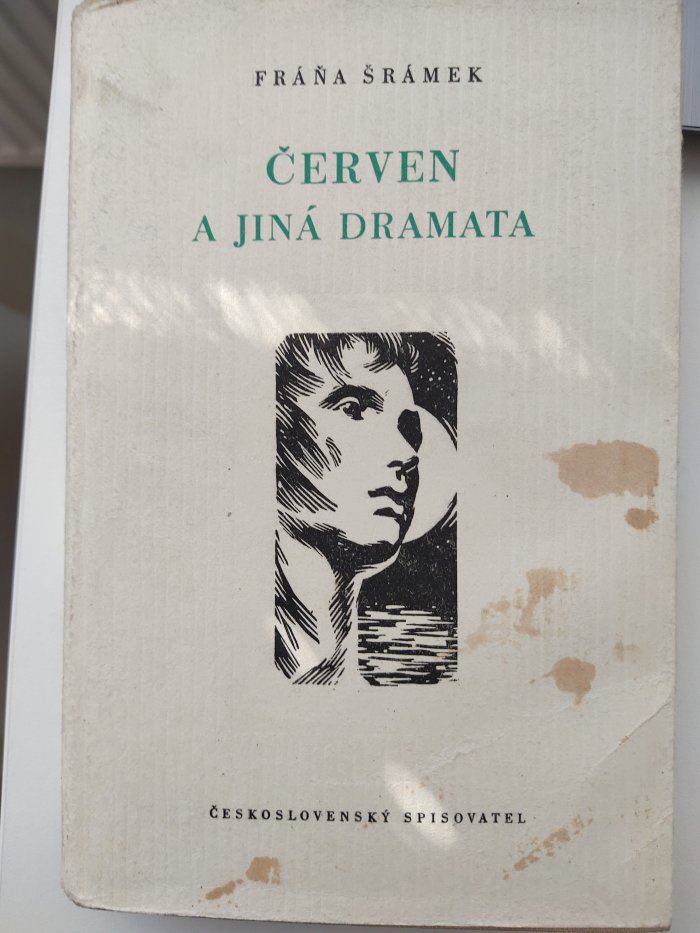 FRÁŇA ŠRÁMEK
ČERVEN
A JINÁ DRAMATA
ČESKOSLOVENSKÝ SPISOVATEL